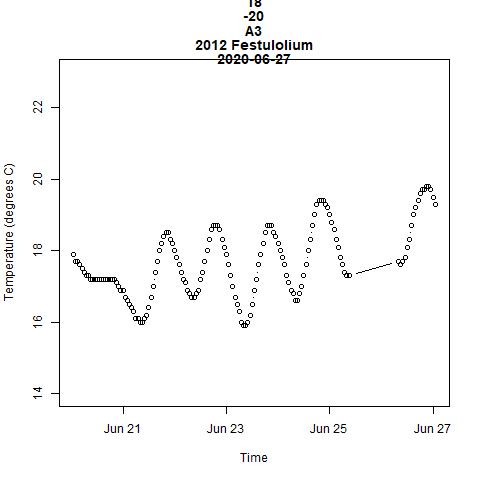 18
-20
A3
2012 Festulolium
2020-06-27
22
20
18
16
14
Temperature (degrees C)
Jun 21
Jun 23
Jun 25
Jun 27
Time